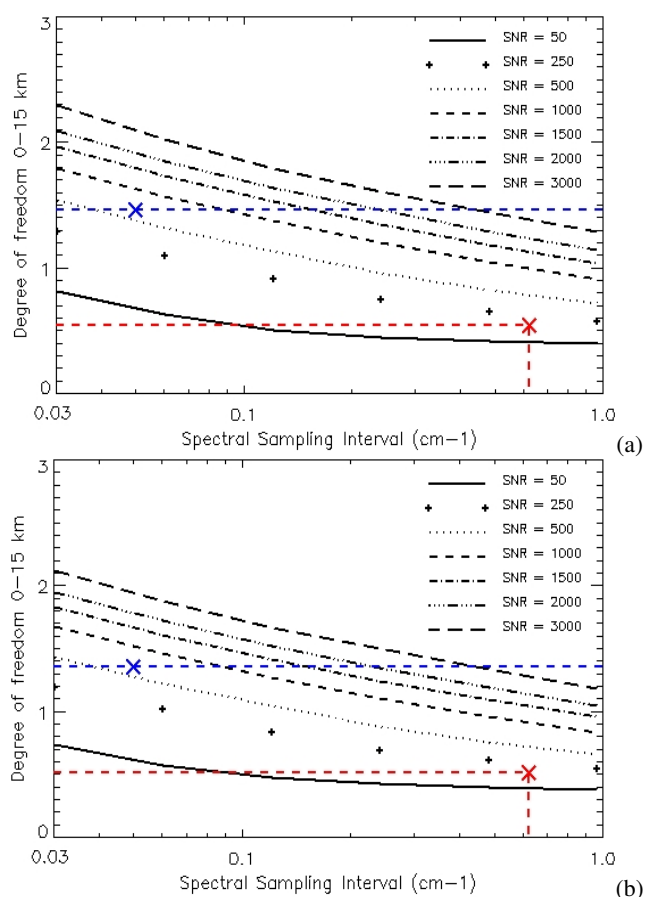 3
SNR = 50
SNR = 250
SNR = 500
SNR = 1000
SNR = 1500
SNR = 2000
SNR = 3000
2
1
0
Degree of freedom 0-15 km
0.03
0.1
1.0
Spectral Sampling Interval (cm-1)
(a)
3
SNR = 50
SNR = 250
SNR = 500
SNR = 1000
SNR = 1500
SNR = 2000
SNR = 3000
2
1
0
Degree of freedom 0-15 km
0.03
0.1
1.0
Spectral Sampling Interval (cm-1)
(b)